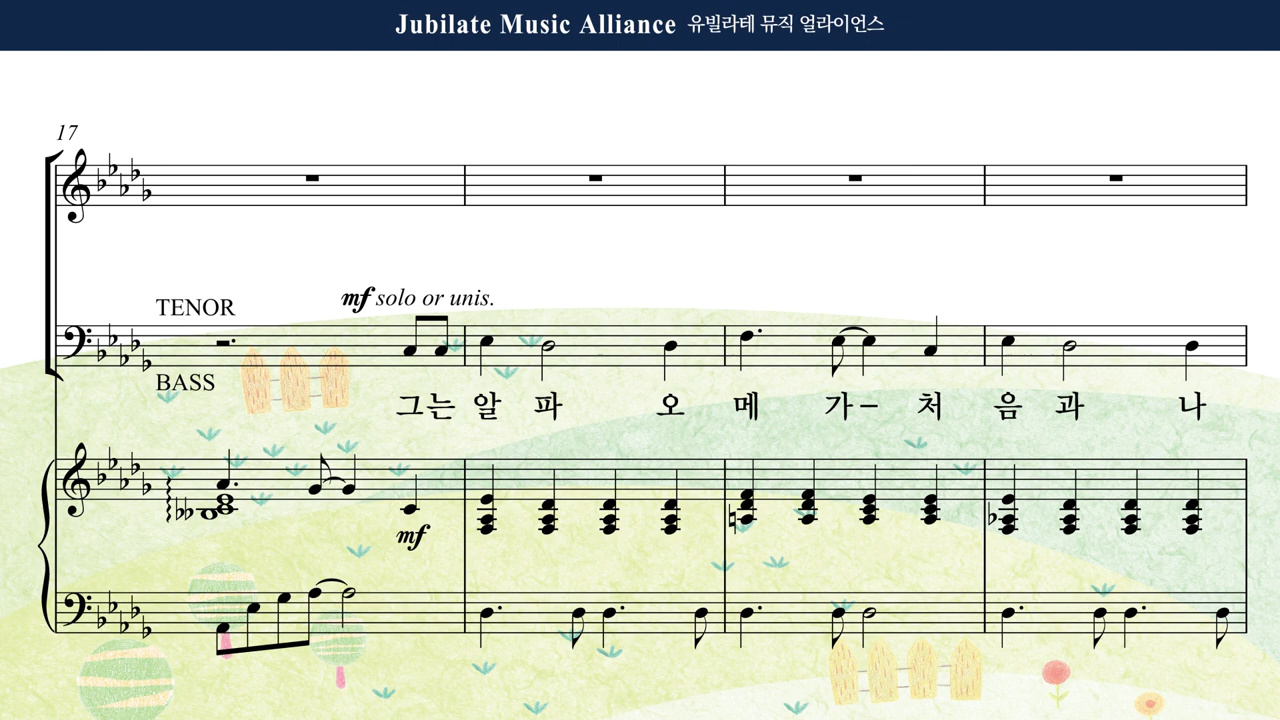 Jubilate Music Alliance 유빌라테 뮤직 얼라이언스
17
TENOR
mf solo or unis.
BASS
그는 알 파 오 메 가- 처 음 과 나
mf